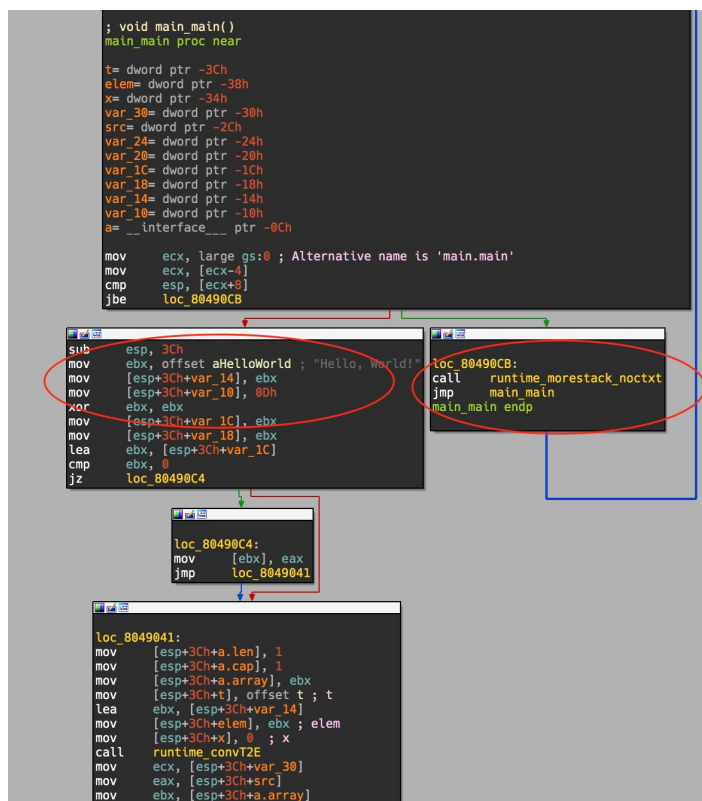 ; void main_main()
main_main proc near
t= dword ptr -3Ch
elem= dword ptr -38h
x= dword ptr -34h
var_30= dword ptr -30h
src= dword ptr -2Ch
var_24= dword ptr -24h
var_20= dword ptr -20h
var_1C= dword ptr -1Ch
var_18= dword ptr -18h
var_14= dword ptr -14h
var_10= dword ptr -10h
a= __interface___ ptr -0Ch
mov ecx, large gs:0 ; Alternative name is 'main.main'
mov ecx, [ecx-4]
cmp esp, [ecx+8]
jbe loc_80490CB
sub esp, 3Ch
mov ebx, offset aHelloWorld ; "Hello, World!"
mov [esp+3Ch+var_14], ebx
mov [esp+3Ch+var_10], 0Dh
xor ebx, ebx
mov [esp+3Ch+var_1C], ebx
mov [esp+3Ch+var_18], ebx
lea ebx, [esp+3Ch+var_1C]
cmp ebx, 0
jz loc_80490C4
loc_80490CB:
call runtime_morestack_noctxt
jmp main_main
main_main endp
loc_80490C4:
mov [ebx], eax
jmp loc_8049041
loc_8049041:
mov [esp+3Ch+a.len], 1
mov [esp+3Ch+a.cap], 1
mov [esp+3Ch+a.array], ebx
mov [esp+3Ch+t], offset t ; t
lea ebx, [esp+3Ch+var_14]
mov [esp+3Ch+elem], ebx ; elem
mov [esp+3Ch+x], 0 ; x
call runtime_convT2E
mov ecx, [esp+3Ch+var_30]
mov eax, [esp+3Ch+src]
mov ebx, [esp+3Ch+a.array]